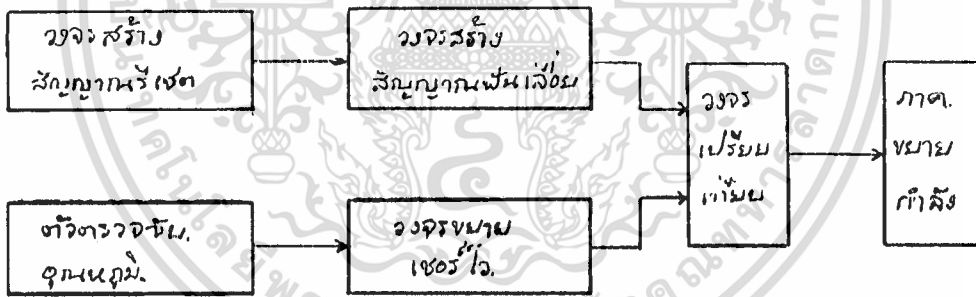 วงจรสร้าง
สัญญาณรีเซต
วงจรสร้าง
สัญญาณฟันเลื่อย
วงจร
เปรียบ
เทียบ
ภาค.
ขยาย
กำลัง
ตัวตรวจจับ.
อุณหภูมิ.
วงจรขยาย
เซอร์โว.